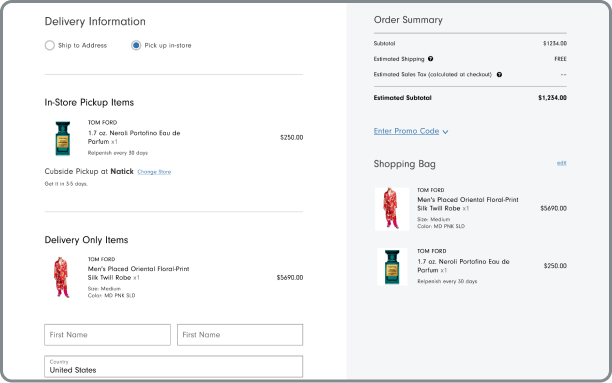 Delivery Information
Ship to Address
Pick up in-store
In-Store Pickup Items
TOM FORD
1.7 oz. Neroli Portofino Eau de
Parfum x1
$250.00
Relpenish every 30 days
Cubside Pickup at Natick Change Store
Get it in 3-5 days.
Delivery Only Items
TOM FORD
Men's Placed Oriental Floral-Print
Silk Twill Robe x1
$5690.00
Size: Medium
Color: MD PNK SLD
First Name
First Name
Country
United States
Order Summary
Subtotal
$1234.00
Estimated Shipping ?
FREE
Estimated Sales Tax (calculated at checkout) ?
--
Estimated Subtotal
$1,234.00
Enter Promo Code
Shopping Bag
edit
TOM FORD
Men's Placed Oriental Floral-Print
Silk Twill Robe x1
$5690.00
Size: Medium
Color: MD PNK SLD
TOM FORD
1.7 oz. Neroli Portofino Eau de
Parfum x1
$250.00
Relpenish every 30 days